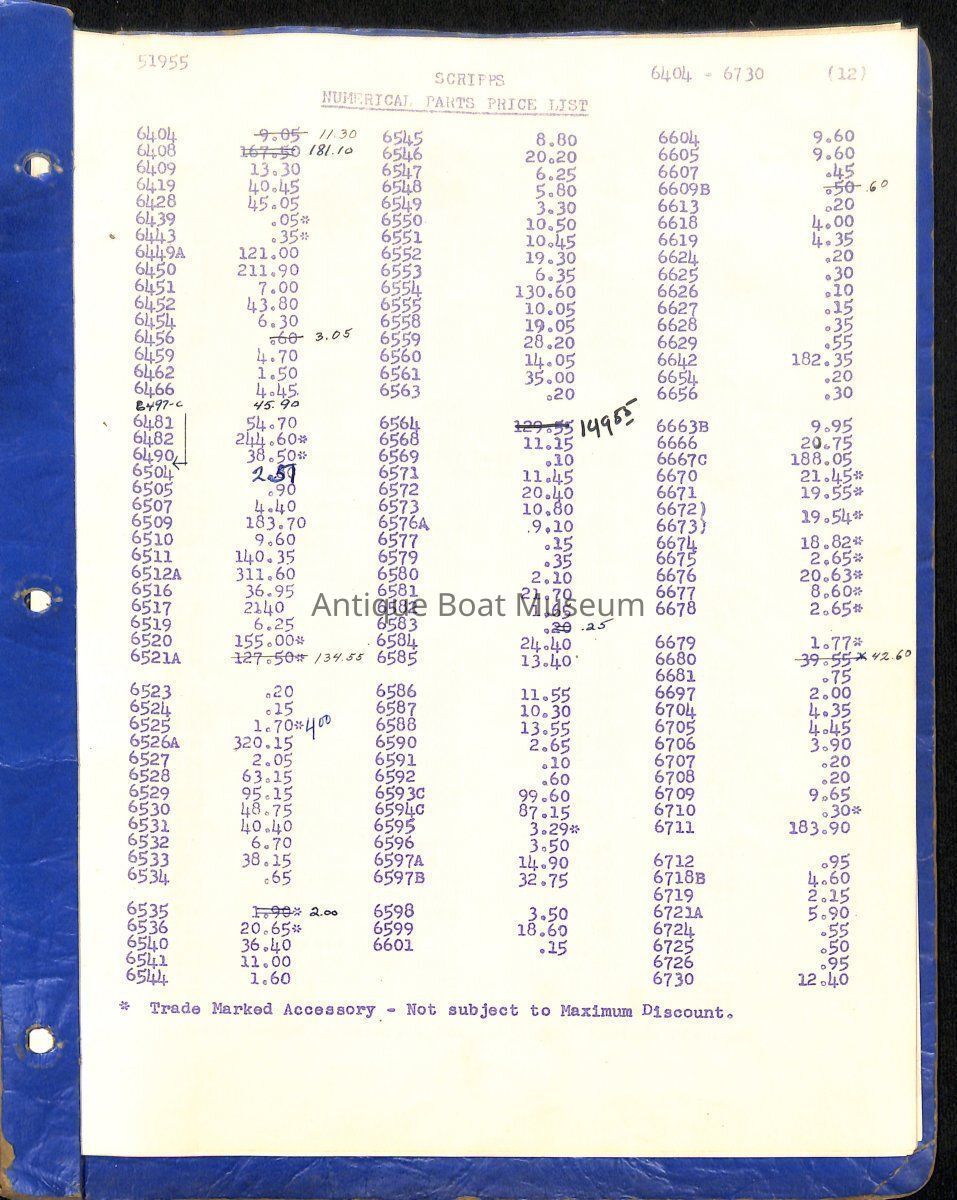 51955
SCRIPPS
6404 - 6730 (12)
NUMERICAL PARTS PRICE LIST
6404 9.05 11.30 6545 8.80 6604 9.60
6408 167.50 181.10 6546 20.20 6605 9.60
6409 13.30 6547 6.25 6607 .45
6419 40.45 6548 5.80 6609B .50 .60
6428 45.05 6549 3.30 6613 .20
6439 .05* 6550 10.50 6618 4.00
6443 .35* 6551 10.45 6619 4.35
6449A 121.00 6552 19.30 6624 .20
6450 211.90 6553 6.35 6625 .30
6451 7.00 6554 130.60 6626 .10
6452 43.80 6555 10.05 6627 .15
6454 6.30 6558 19.05 6628 .35
6456 .60 3.05 6559 28.20 6629 .55
6459 4.70 6560 14.05 6642 182.35
6462 1.50 6561 35.00 6654 .20
6466 4.45 6563 .20 6656 .30
6497-C 45.90
6481 54.70 6564 129.55 149 55 6663B 9.95
6482 244.60* 6568 11.15 6666 20.75
6490 38.50* 6569 .10 6667C 188.05
6504 2.50 6571 11.45 6670 21.45*
6505 .90 6572 20.40 6671 19.55*
6507 4.40 6573 10.80 6672)
6509 183.70 6576A .9.10 6673) 19.54*
6510 9.60 6577 .15 6674 18.82*
6511 140.35 6579 .35 6675 2.65*
6512A 311.60 6580 2.10 6676 20.63*
6516 36.95 6581 21.70 6677 8.60*
6517 2140 6582 1.65 6678 2.65*
Antique Boat Museum
6519 6.25 6583 .20 .25
6520 155.00* 6584 24.40 6679 1.77*
6521A 127.50* 134.55 6585 13.40 6680 39.55* 42.60
6681 .75
6523 .20 6586 11.55 6697 2.00
6524 .15 6587 10.30 6704 4.35
6525 1.70* 4 00 6588 13.55 6705 4.45
6526A 320.15 6590 2.65 6706 3.90
6527 2.05 6591 .10 6707 .20
6528 63.15 6592 .60 6708 .20
6529 95.15 6593C 99.60 6709 9.65
6530 48.75 6594C 87.15 6710 .30*
6531 40.40 6595 3.29* 6711 183.90
6532 6.70 6596 3.50
6533 38.15 6597A 14.90 6712 .95
6534 .65 6597B 32.75 6718B 4.60
6719 2.15
6535 1.90* 2.00 6598 3.50 6721A 5.90
6536 20.65* 6599 18.60 6724 .55
6540 36.40 6601 .15 6725 .50
6541 11.00 6726 .95
6544 1.60 6730 12.40
* Trade Marked Accessory - Not subject to Maximum Discount.